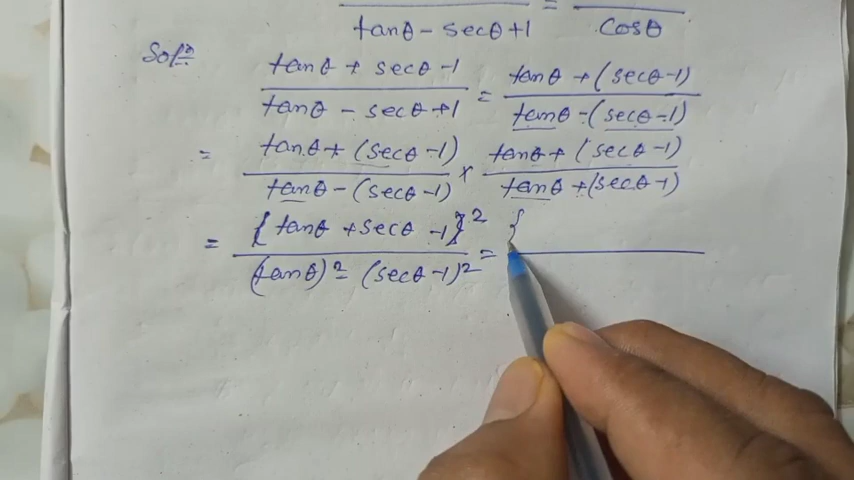 =
tanθ - secθ + 1 cosθ
Solⁿ
tanθ + secθ - 1 / tanθ - secθ + 1 = tanθ + (secθ - 1) / tanθ - (secθ - 1)
= tanθ + (secθ - 1) / tanθ - (secθ - 1) × tanθ + (secθ - 1) / tanθ + (secθ - 1)
= {tanθ + secθ - 1}² / (tanθ)² - (secθ - 1)² = {